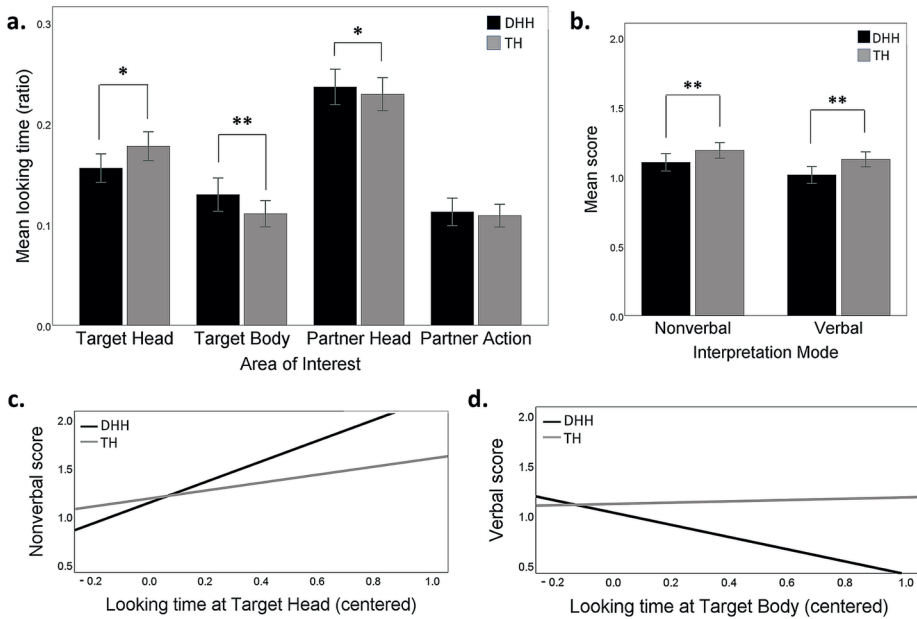 a.
Mean looking time (ratio)
0.3
0.2
0.1
0.0
DHH
TH
*
**
*
Target Head Target Body Partner Head Partner Action
Area of Interest
b.
Mean score
2.0
1.5
1.0
0.5
0.0
DHH
TH
**
**
Nonverbal Verbal
Interpretation Mode
c.
Nonverbal score
2.0
1.5
1.0
0.5
DHH
TH
-0.2 0.0 0.2 0.4 0.6 0.8 1.0
Looking time at Target Head (centered)
d.
Verbal score
2.0
1.5
1.0
0.5
DHH
TH
-0.2 0.0 0.2 0.4 0.6 0.8 1.0
Looking time at Target Body (centered)